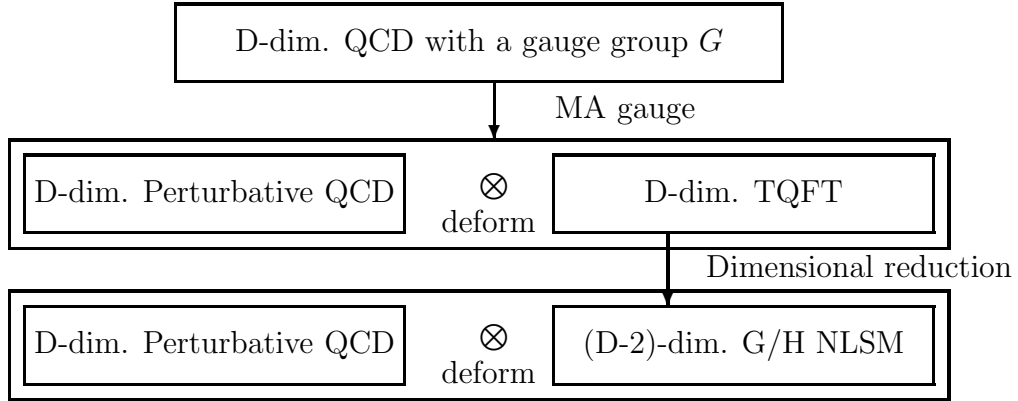 D-dim. QCD with a gauge group G
MA gauge
D-dim. Perturbative QCD ⊗ D-dim. TQFT
deform
Dimensional reduction
D-dim. Perturbative QCD ⊗ (D-2)-dim. G/H NLSM
deform